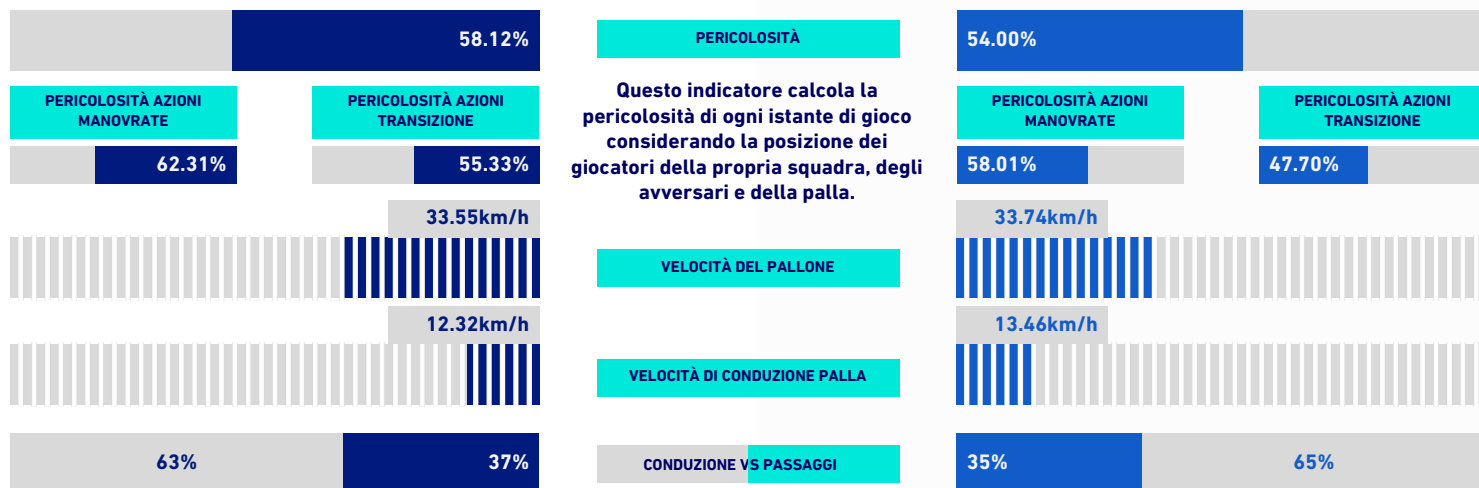 58.12%
PERICOLOSITÀ
54.00%
PERICOLOSITÀ AZIONI
MANOVRATE
PERICOLOSITÀ AZIONI
TRANSIZIONE
62.31%
55.33%
Questo indicatore calcola la
pericolosità di ogni istante di gioco
considerando la posizione dei
giocatori della propria squadra, degli
avversari e della palla.
PERICOLOSITÀ AZIONI
MANOVRATE
PERICOLOSITÀ AZIONI
TRANSIZIONE
58.01%
47.70%
33.55km/h
VELOCITÀ DEL PALLONE
33.74km/h
12.32km/h
VELOCITÀ DI CONDUZIONE PALLA
13.46km/h
63%
37%
CONDUZIONE VS PASSAGGI
35%
65%